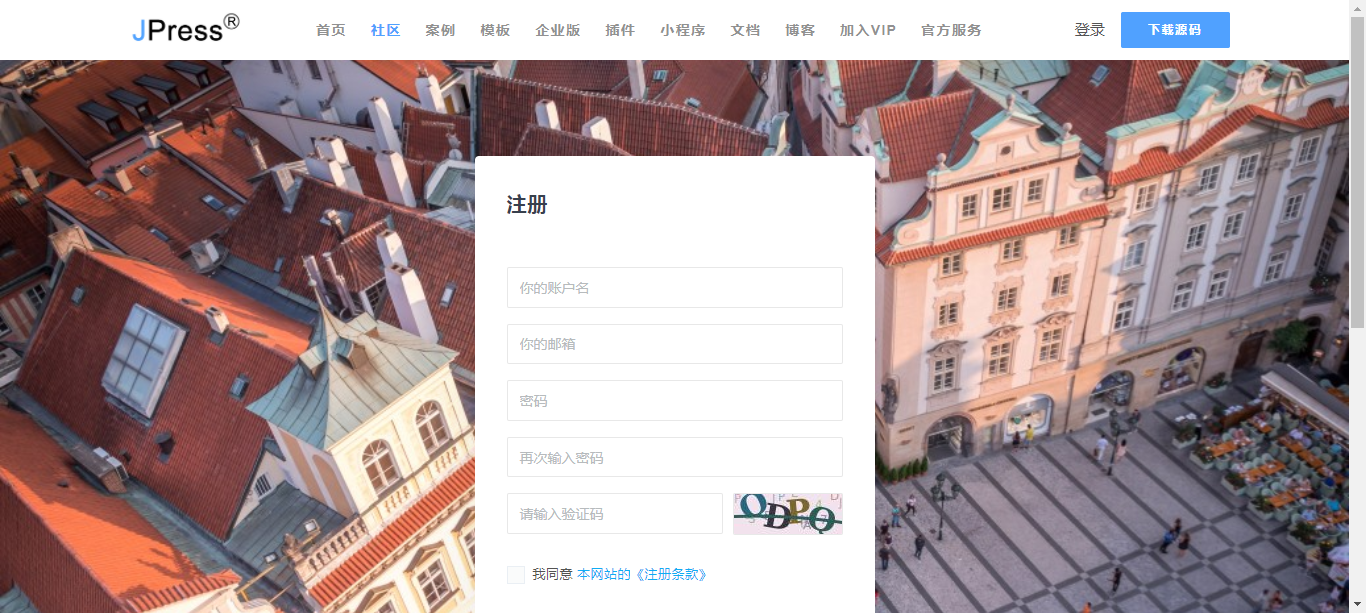 JPress®
首页 社区 案例 模板 企业版 插件 小程序 文档 博客 加入VIP 官方服务 登录 下载源码
注册
你的账户名
你的邮箱
密码
再次输入密码
请输入验证码
ODPQ
我同意 本网站的《注册条款》